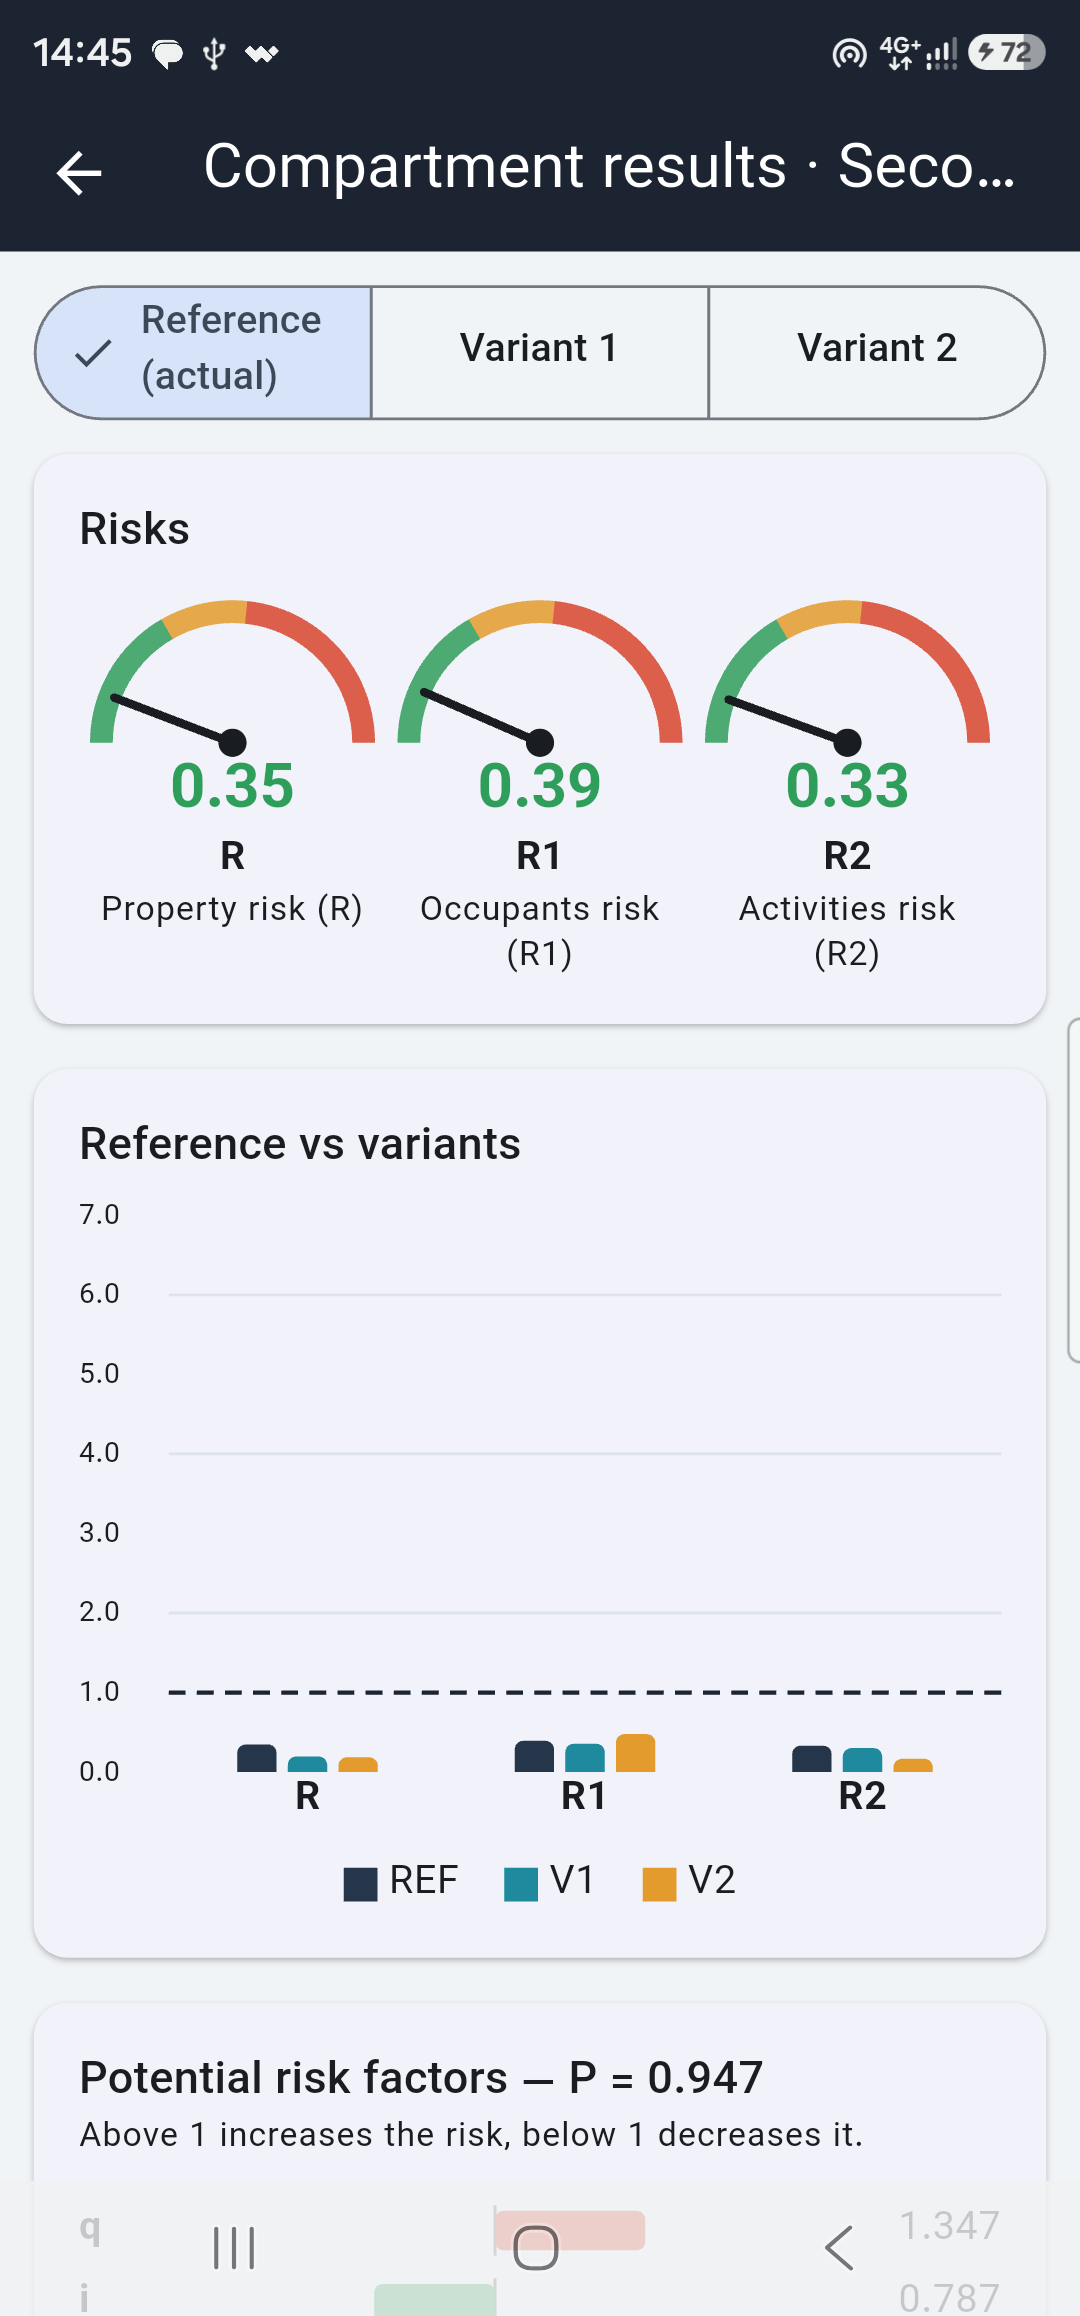 14:45
4G+
72
Compartment results · Seco...
Reference
(actual)
Variant 1
Variant 2
Risks
0.35
0.39
0.33
R
R1
R2
Property risk (R)
Occupants risk
(R1)
Activities risk
(R2)
Reference vs variants
7.0
6.0
5.0
4.0
3.0
2.0
1.0
0.0
R
R1
R2
REF
V1
V2
Potential risk factors — P = 0.947
Above 1 increases the risk, below 1 decreases it.
q
1.347
i
0.787